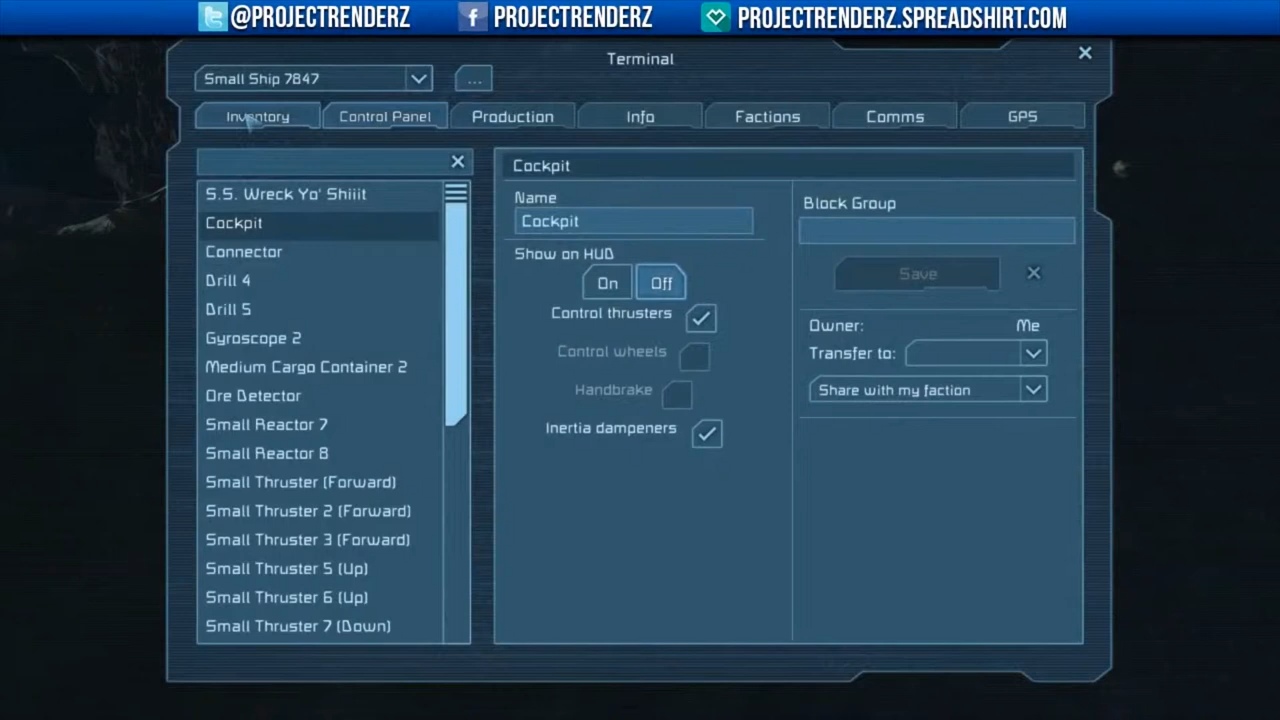 @PROJECTRENDERZ PROJECTRENDERZ PROJECTRENDERZ.SPREADSHIRT.COM
Terminal
Small Ship 7847 ...
Inventory Control Panel Production Info Factions Comms GPS
S.S. Wreck Yo' Shiiit
Cockpit
Connector
Drill 4
Drill 5
Gyroscope 2
Medium Cargo Container 2
Ore Detector
Small Reactor 7
Small Reactor 8
Small Thruster (Forward)
Small Thruster 2 (Forward)
Small Thruster 3 (Forward)
Small Thruster 5 (Up)
Small Thruster 6 (Up)
Small Thruster 7 (Down)
Cockpit
Name
Cockpit
Show on HUD
On Off
Control thrusters
Control wheels
Handbrake
Inertia dampeners
Block Group
Save
Owner: Me
Transfer to:
Share with my faction